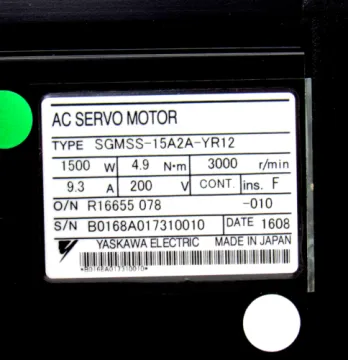 AC SERVO MOTOR
TYPE SGMSS-15A2A-YR12
1500 W 4.9 N·m 3000 r/min
9.3 A 200 V CONT. ins. F
O/N R16655 078 -010
S/N B0168A017310010 DATE 1608
YASKAWA ELECTRIC MADE IN JAPAN
*B0168A017310010*